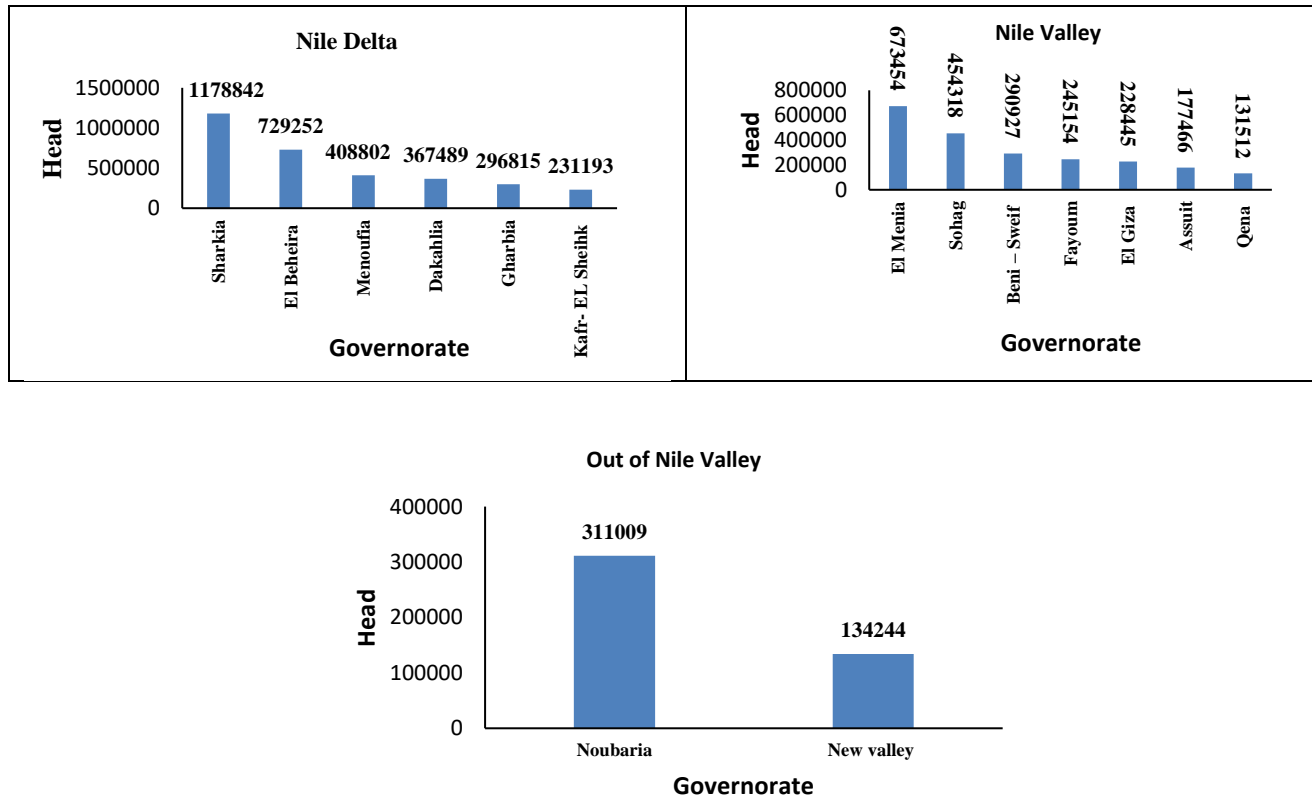 Nile Delta
Head
1500000
1000000
500000
0
1178842
729252
408802
367489
296815
231193
Sharkia
El Beheira
Menoufia
Dakahlia
Gharbia
Kafr- EL Sheihk
Governorate
Nile Valley
Head
800000
600000
400000
200000
0
673454
454318
290927
245154
228445
177466
131512
El Menia
Sohag
Beni – Sweif
Fayoum
El Giza
Assuit
Qena
Governorate
Out of Nile Valley
Head
400000
300000
200000
100000
0
311009
134244
Noubaria
New valley
Governorate